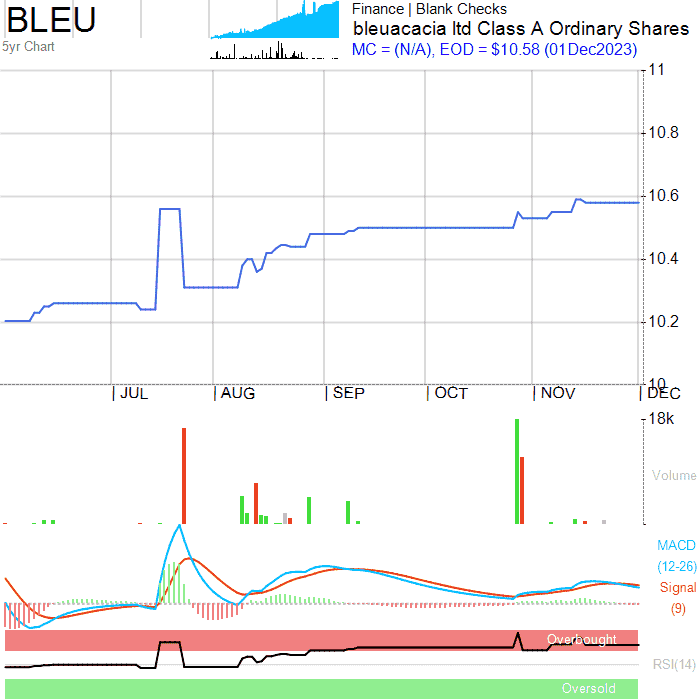 BLEU
5yr Chart
Finance | Blank Checks
bleuacacia ltd Class A Ordinary Shares
MC = (N/A), EOD = $10.58 (01Dec2023)
11
10.8
10.6
10.4
10.2
10
| JUL | AUG | SEP | OCT | NOV | DEC
18k
Volume
MACD
(12-26)
Signal
(9)
Overbought
RSI(14)
Oversold